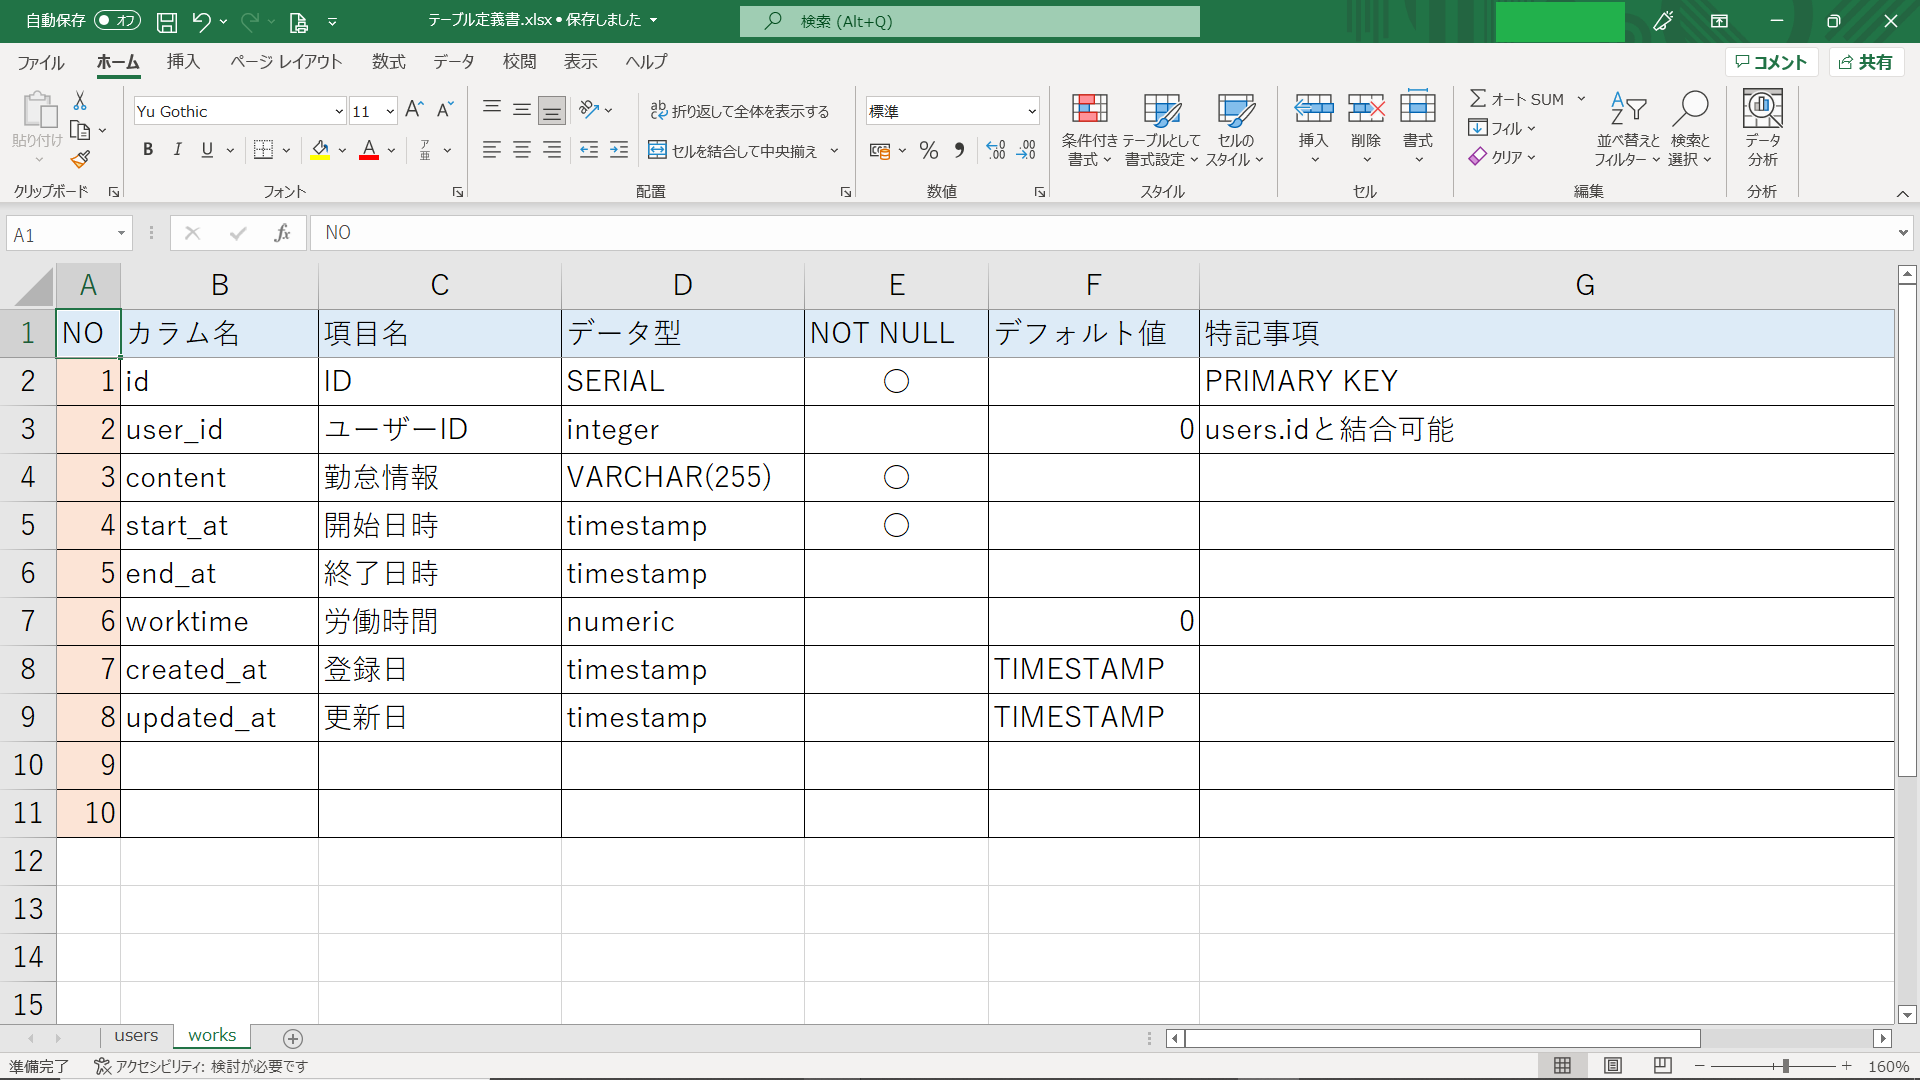 自動保存 オフ テーブル定義書.xlsx • 保存しました 検索 (Alt+Q)
ファイル ホーム 挿入 ページ レイアウト 数式 データ 校閲 表示 ヘルプ コメント 共有
貼り付け
Yu Gothic 11 A A
B I U A ア亜
ab 折り返して全体を表示する
セルを結合して中央揃え
標準
% 9 .00 .00
条件付き書式 テーブルとして書式設定 セルのスタイル
挿入 削除 書式
Σ オート SUM
フィル
クリア
並べ替えとフィルター 検索と選択
データ分析
クリップボード フォント 配置 数値 スタイル セル 編集 分析
A1 fx NO
A B C D E F G
1 NO カラム名 項目名 データ型 NOT NULL デフォルト値 特記事項
2 1 id ID SERIAL 〇 PRIMARY KEY
3 2 user_id ユーザーID integer 0 users.idと結合可能
4 3 content 勤怠情報 VARCHAR(255) 〇
5 4 start_at 開始日時 timestamp 〇
6 5 end_at 終了日時 timestamp
7 6 worktime 労働時間 numeric 0
8 7 created_at 登録日 timestamp TIMESTAMP
9 8 updated_at 更新日 timestamp TIMESTAMP
10 9
11 10
12
13
14
15
users works
準備完了 アクセシビリティ: 検討が必要です 160%